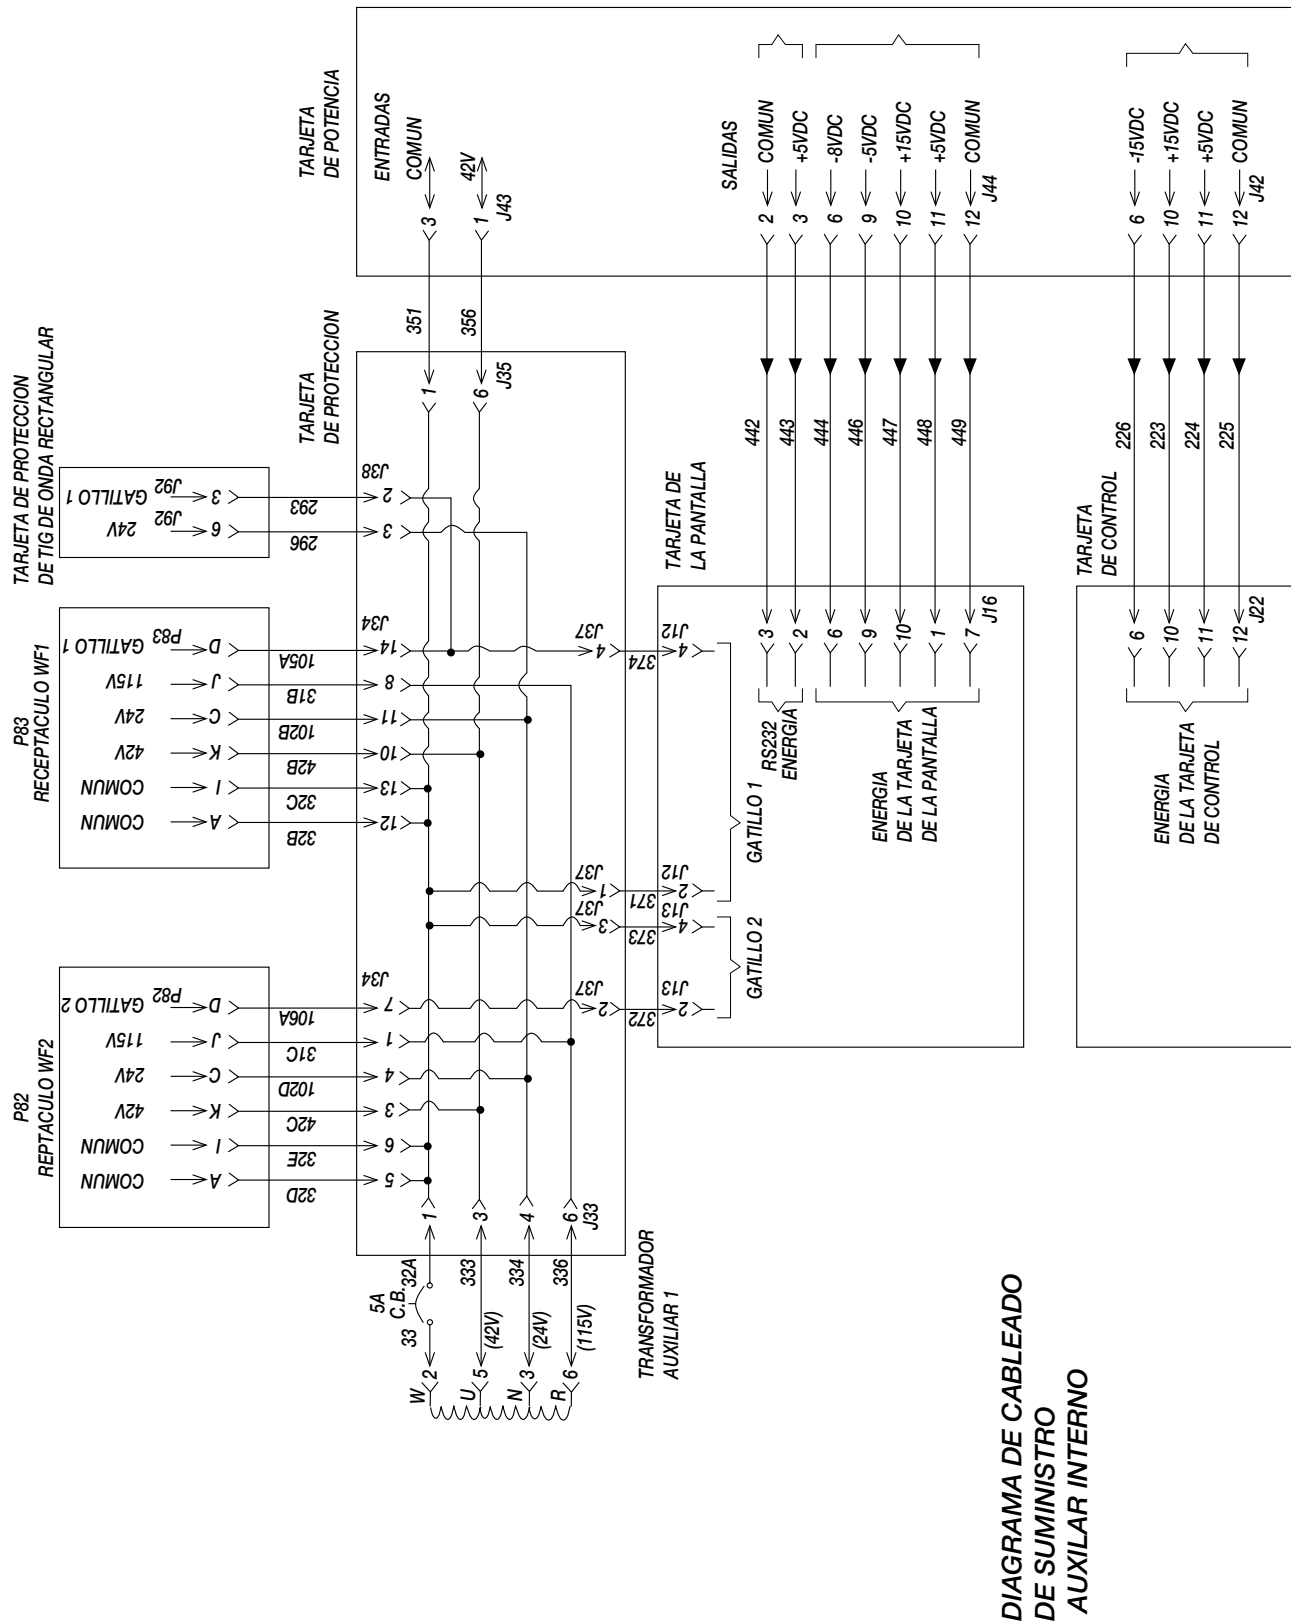 TARJETA DE PROTECCION
DE TIG DE ONDA RECTANGULAR
GATILLO 1
24V
J92
J92
3
6
293
296
P83
RECEPTACULO WF1
GATILLO 1
115V
24V
42V
COMUN
COMUN
P83
D
J
C
K
I
A
105A
31B
102B
42B
32C
32B
P82
REPTACULO WF2
GATILLO 2
115V
24V
42V
COMUN
COMUN
P82
D
J
C
K
I
A
106A
31C
102D
42C
32E
32D
TARJETA
DE PROTECCION
J38
2
3
J34
14
8
11
10
13
12
J34
7
1
4
3
6
5
J35
1
6
351
356
J33
1
3
4
6
J37
4
J37
1
J37
3
J37
2
374
371
373
372
5A
C.B.
33
32A
333
(42V)
334
(24V)
336
(115V)
W
U
N
R
2
5
3
6
TRANSFORMADOR
AUXILIAR 1
TARJETA
DE POTENCIA
ENTRADAS
COMUN
42V
3
1
J43
SALIDAS
COMUN
+5VDC
-8VDC
-5VDC
+15VDC
+5VDC
COMUN
2
3
6
9
10
11
12
J44
-15VDC
+15VDC
+5VDC
COMUN
6
10
11
12
J42
442
443
444
446
447
448
449
226
223
224
225
TARJETA DE
LA PANTALLA
J12
4
J12
2
J13
4
J13
2
GATILLO 1
GATILLO 2
3
2
6
9
10
1
7
J16
RS232
ENERGIA
ENERGIA
DE LA TARJETA
DE LA PANTALLA
TARJETA
DE CONTROL
6
10
11
12
J22
ENERGIA
DE LA TARJETA
DE CONTROL
DIAGRAMA DE CABLEADO
DE SUMINISTRO
AUXILAR INTERNO